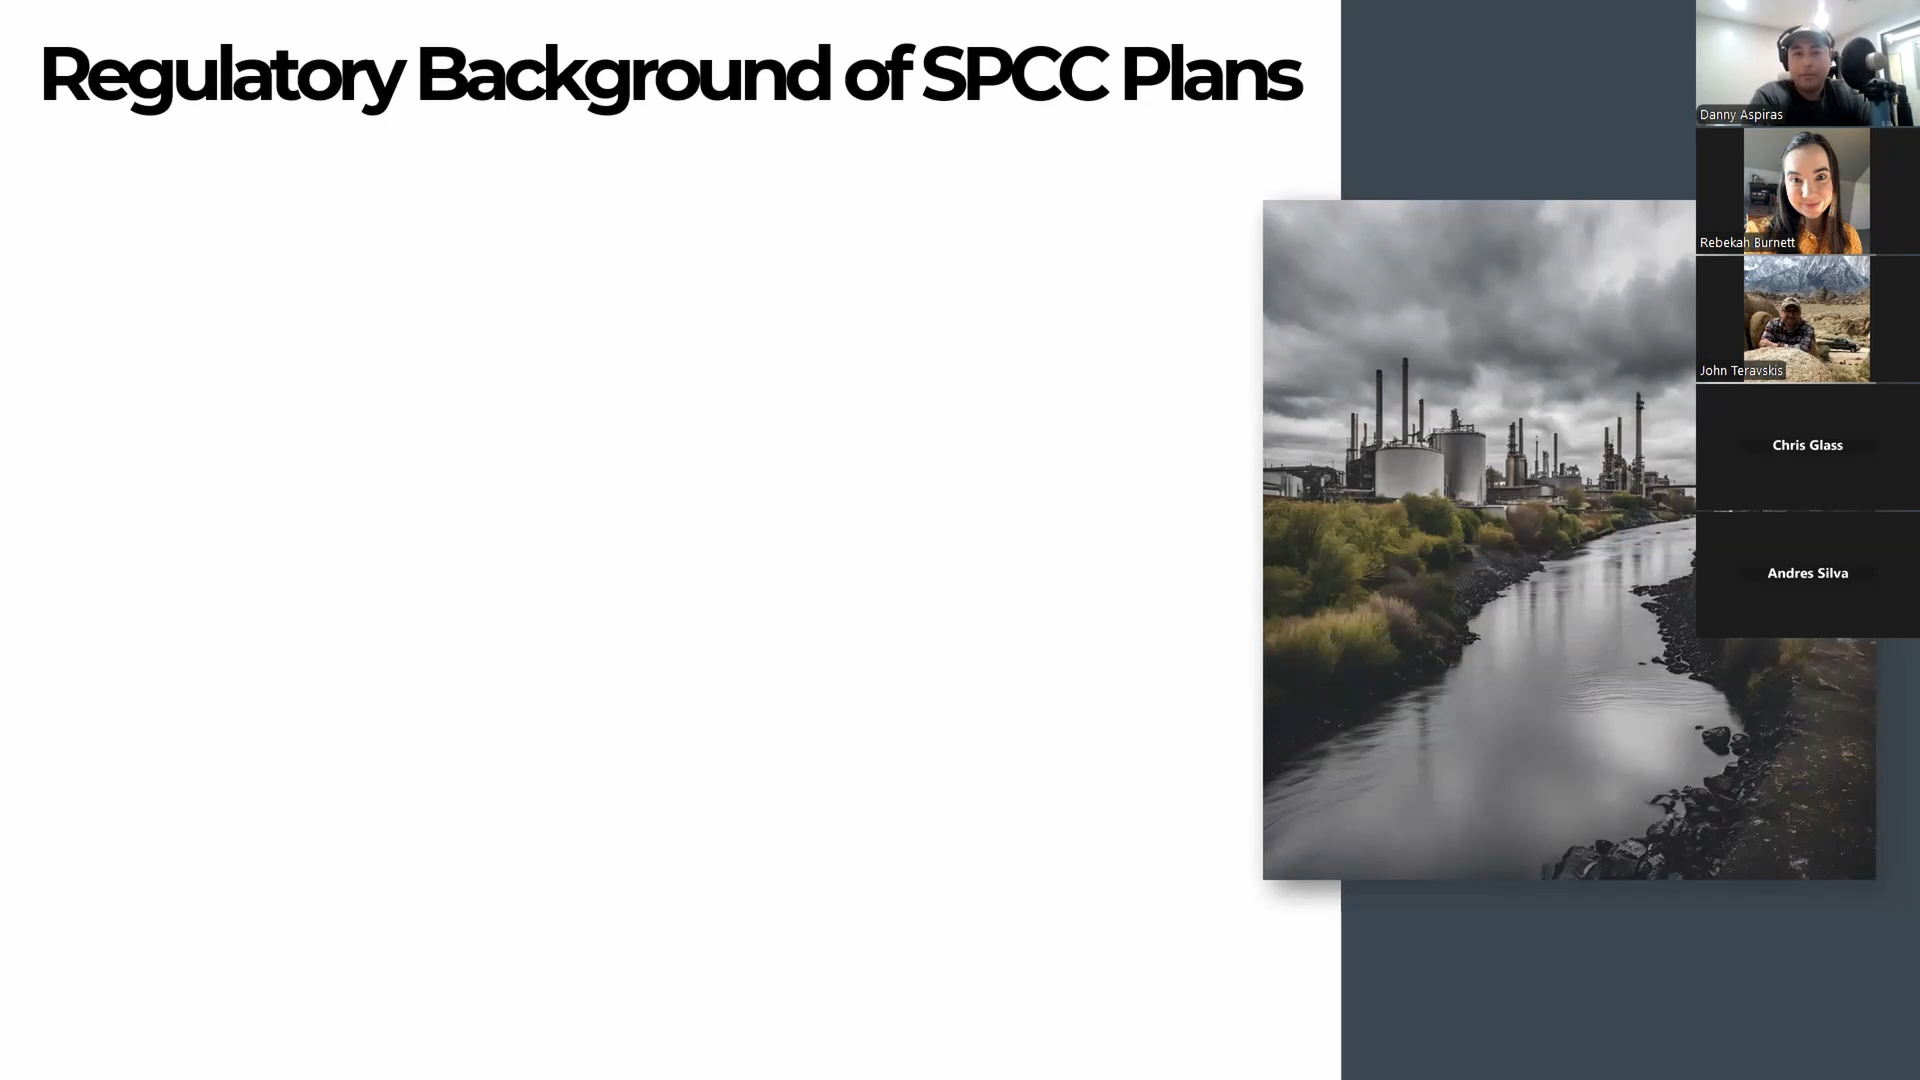 Regulatory Background of SPCC Plans
Danny Aspiras
Rebekah Burnett
John Teravskis
Chris Glass
Andres Silva